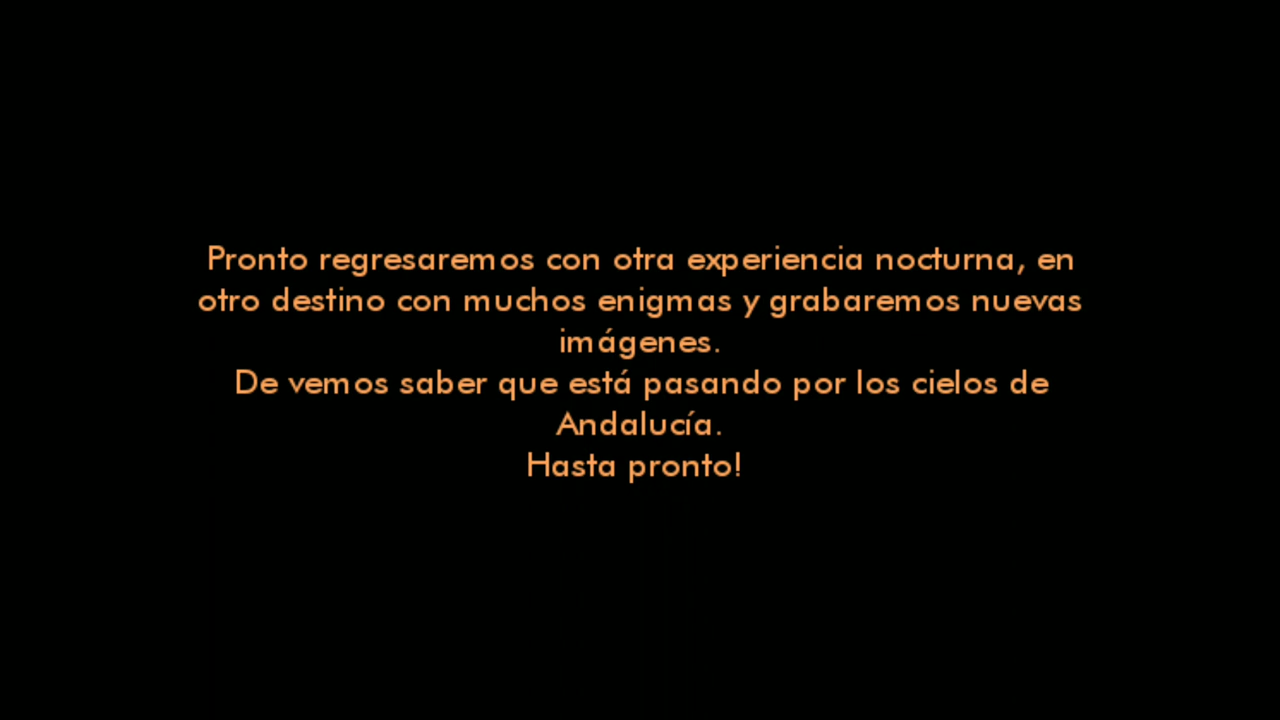 Pronto regresaremos con otra experiencia nocturna, en
otro destino con muchos enigmas y grabaremos nuevas
imágenes.
De vemos saber que está pasando por los cielos de
Andalucía.
Hasta pronto!